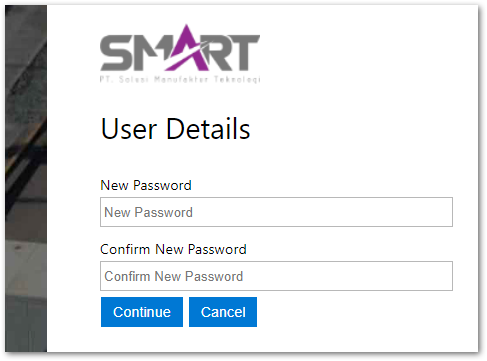 SMART
PT. Solusi Manufaktur Teknologi
User Details
New Password
New Password
Confirm New Password
Confirm New Password
Continue
Cancel